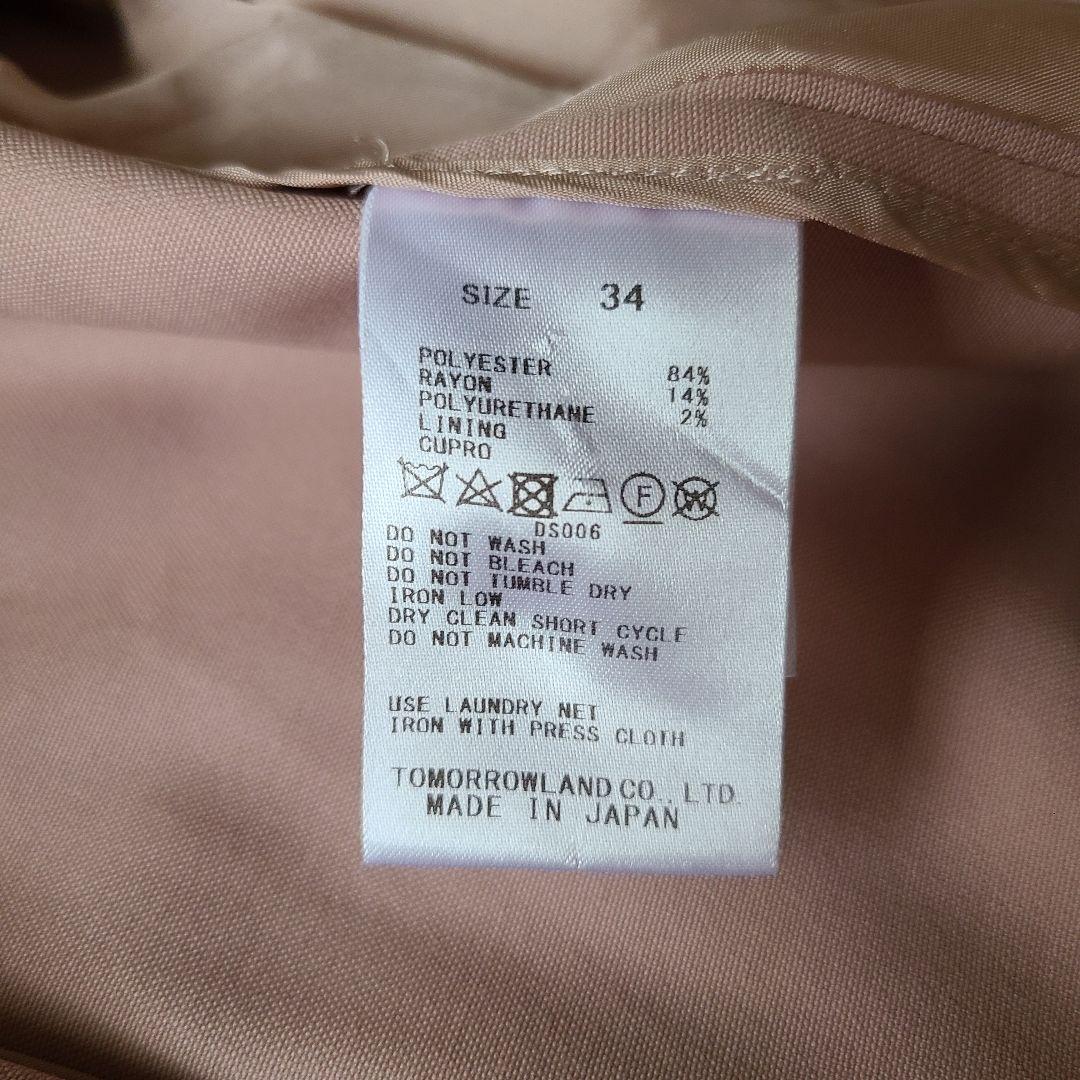 SIZE 34
POLYESTER 84%
RAYON 14%
POLYURETHANE 2%
LINING
CUPRO
F W
DS006
DO NOT WASH
DO NOT BLEACH
DO NOT TUMBLE DRY
IRON LOW
DRY CLEAN SHORT CYCLE
DO NOT MACHINE WASH
USE LAUNDRY NET
IRON WITH PRESS CLOTH
TOMORROWLAND CO., LTD.
MADE IN JAPAN